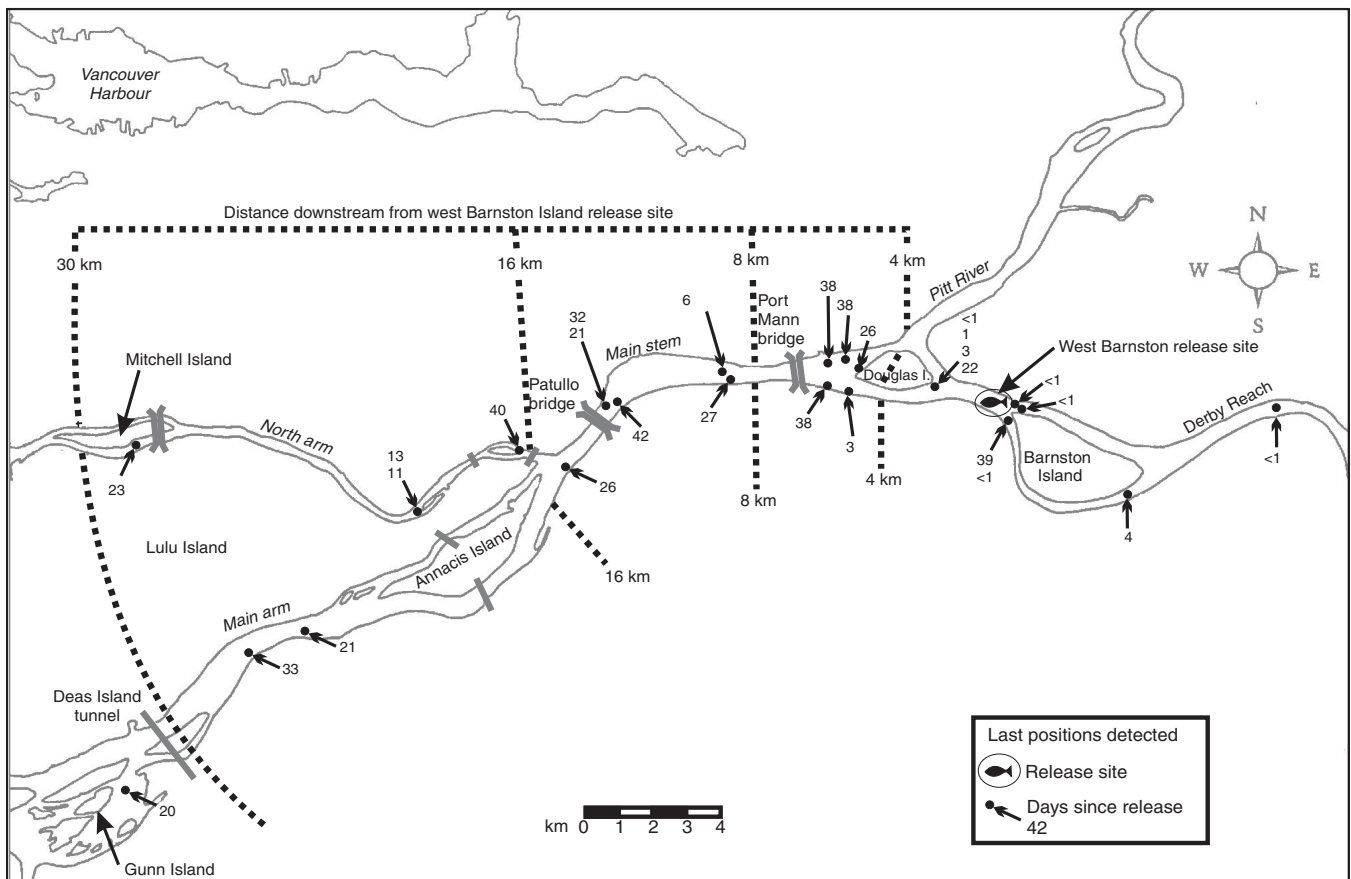 Vancouver
Harbour
Distance downstream from west Barnston Island release site
30 km
16 km
8 km
4 km
N
W
E
S
Pitt River
Port
Mann
bridge
38
38
26
6
32
21
Main stem
Douglas I.
<1
1
3
22
West Barnston release site
<1
<1
Mitchell Island
Patullo
bridge
40
42
27
38
3
Derby Reach
<1
North arm
13
11
23
26
8 km
4 km
39
<1
Barnston
Island
4
Lulu Island
Annacis Island
16 km
Main arm
21
33
Deas Island
tunnel
20
Gunn Island
km 0 1 2 3 4
Last positions detected
Release site
Days since release
42